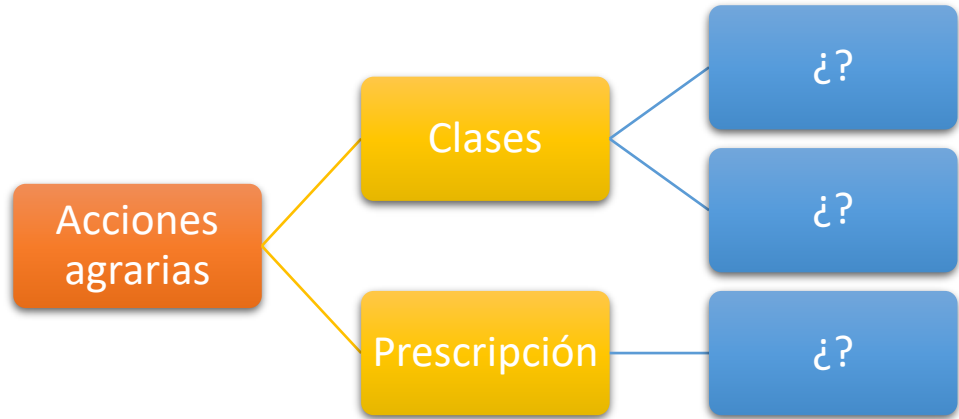 Acciones
agrarias
Clases
¿?
¿?
Prescripción
¿?